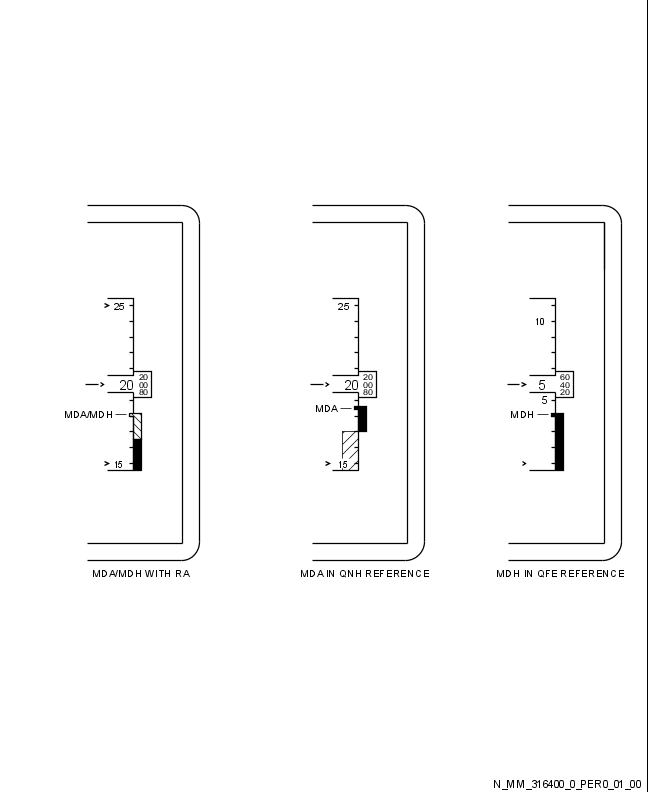 25
20
20
00
80
MDA/MDH
15
MDA/MDH WITH RA
25
20
20
00
80
MDA
15
MDA IN QNH REFERENCE
10
5
60
40
20
5
MDH
MDH IN QFE REFERENCE
N_MM_316400_0_PER0_01_00